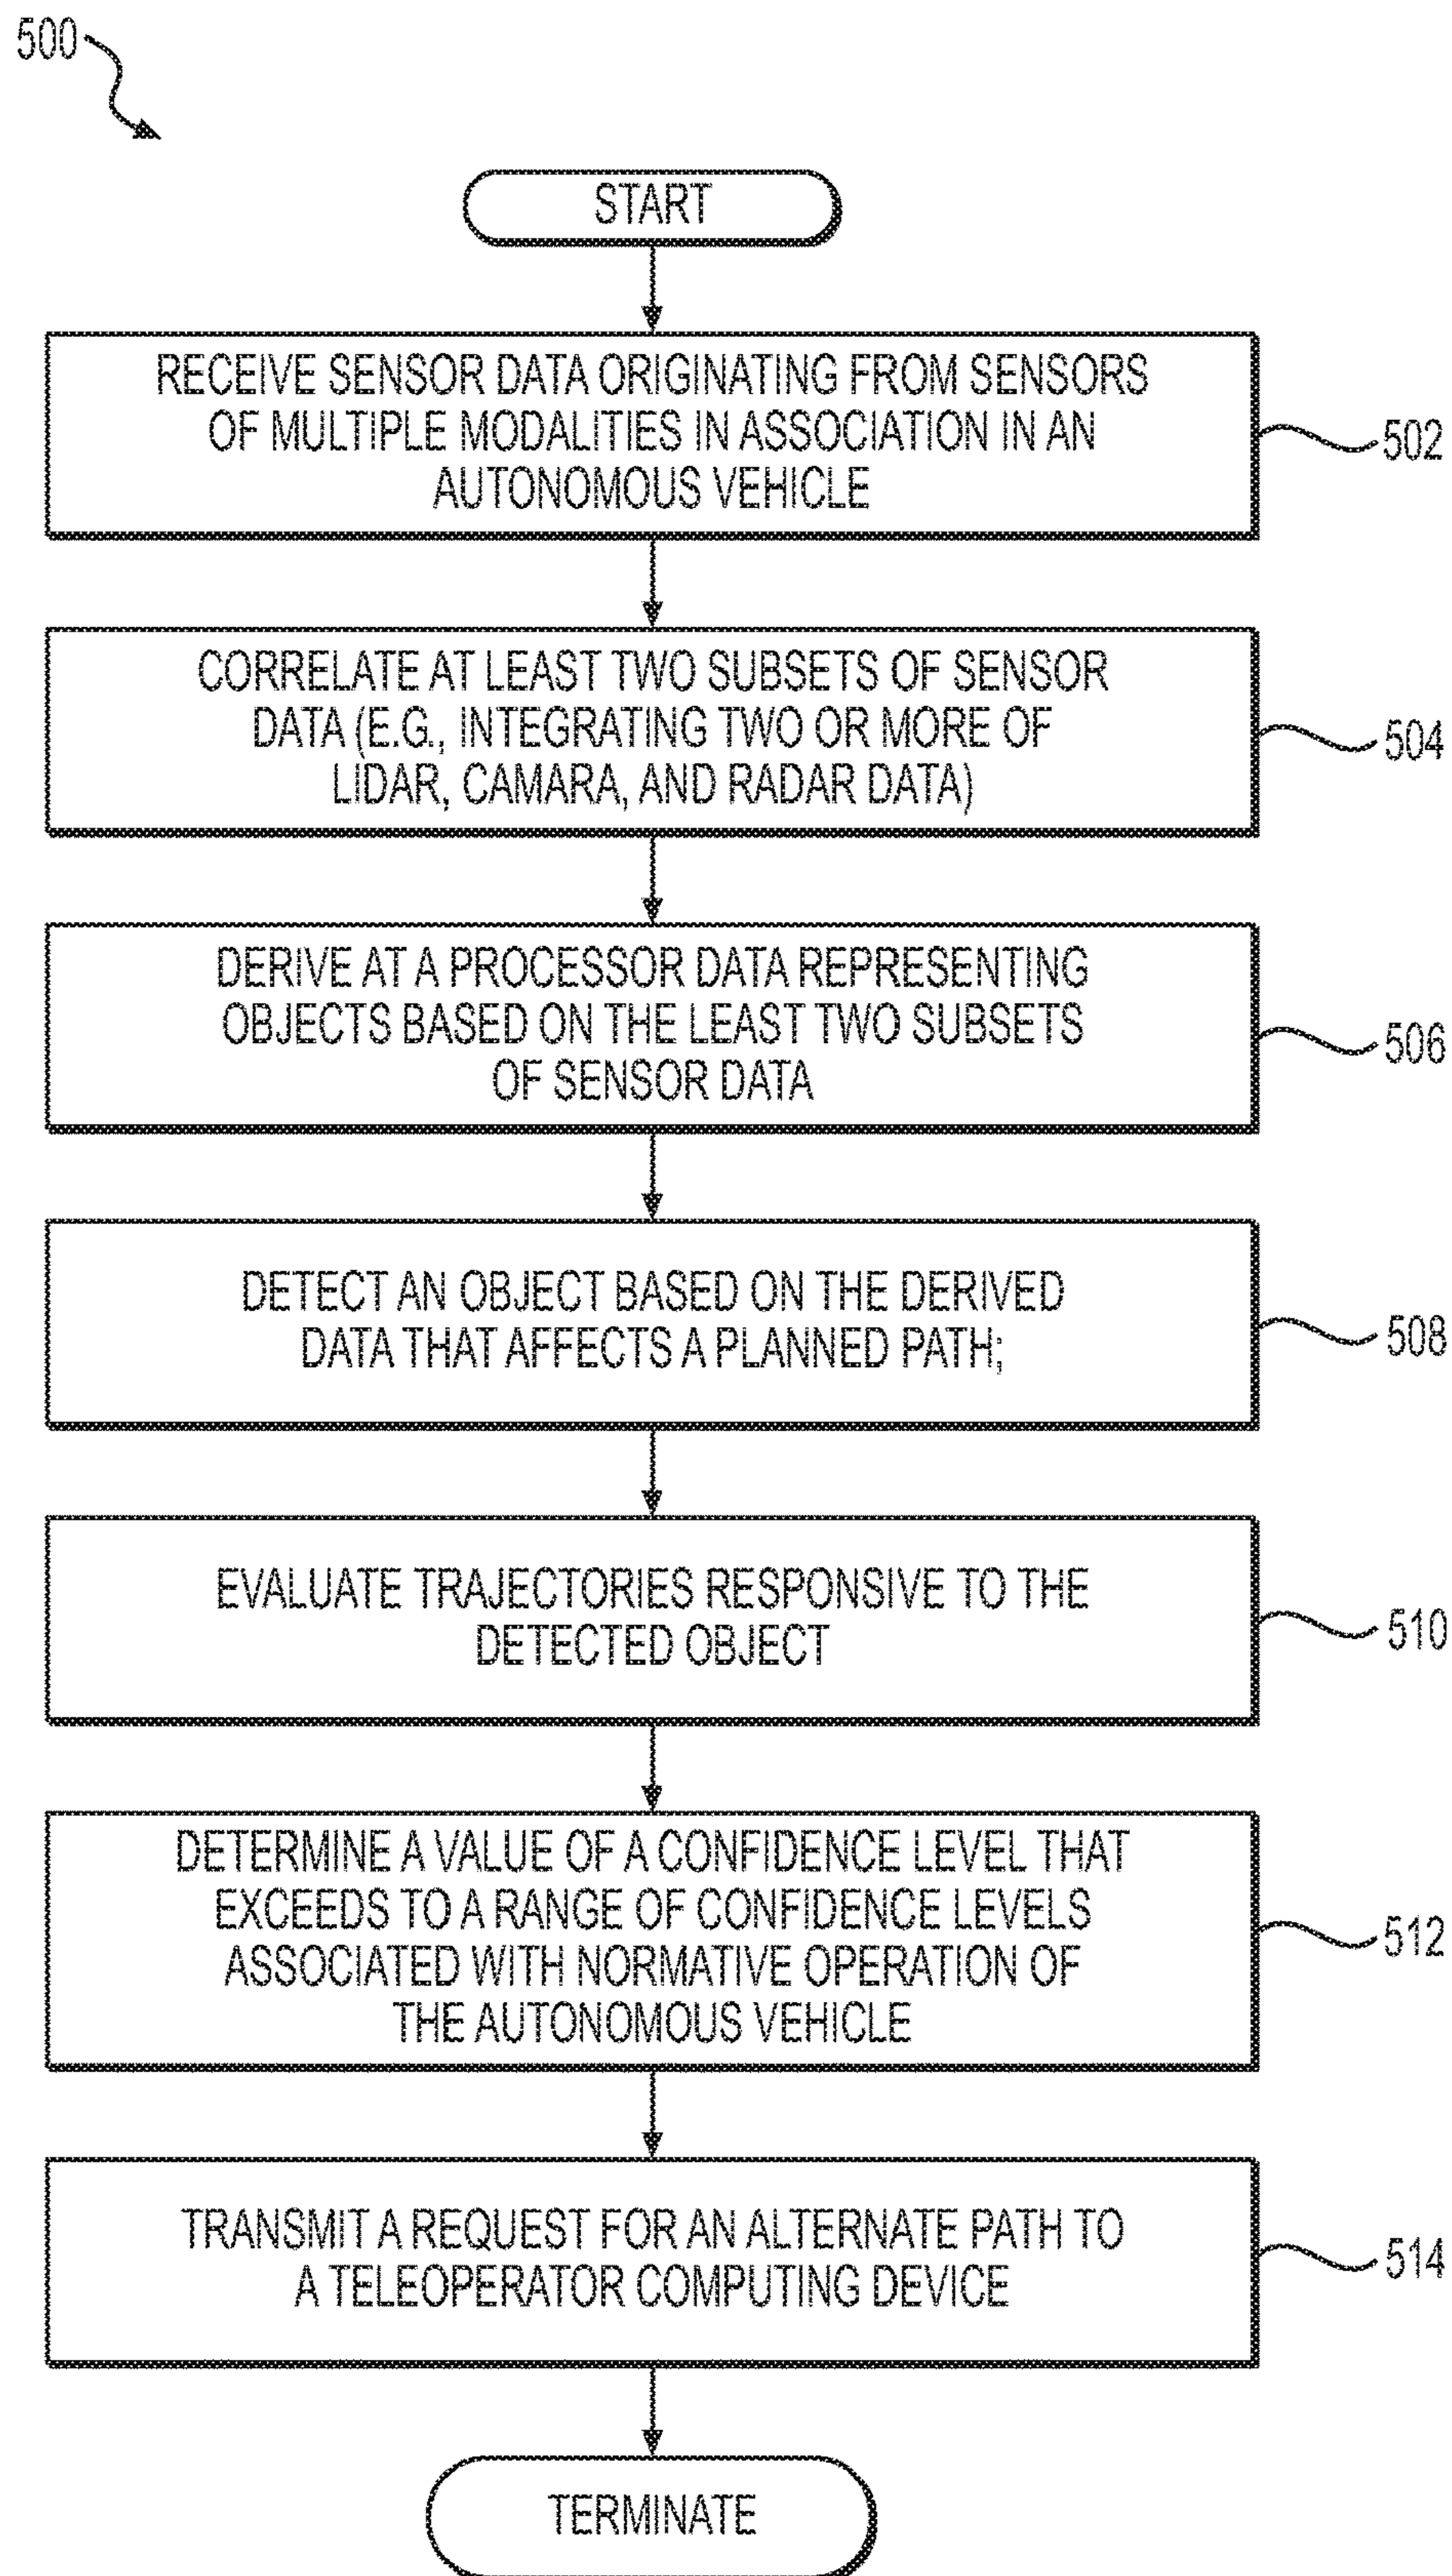 500
START
RECEIVE SENSOR DATA ORIGINATING FROM SENSORS
OF MULTIPLE MODALITIES IN ASSOCIATION IN AN
AUTONOMOUS VEHICLE
502
CORRELATE AT LEAST TWO SUBSETS OF SENSOR
DATA (E.G., INTEGRATING TWO OR MORE OF
LIDAR, CAMARA, AND RADAR DATA)
504
DERIVE AT A PROCESSOR DATA REPRESENTING
OBJECTS BASED ON THE LEAST TWO SUBSETS
OF SENSOR DATA
506
DETECT AN OBJECT BASED ON THE DERIVED
DATA THAT AFFECTS A PLANNED PATH;
508
EVALUATE TRAJECTORIES RESPONSIVE TO THE
DETECTED OBJECT
510
DETERMINE A VALUE OF A CONFIDENCE LEVEL THAT
EXCEEDS TO A RANGE OF CONFIDENCE LEVELS
ASSOCIATED WITH NORMATIVE OPERATION OF
THE AUTONOMOUS VEHICLE
512
TRANSMIT A REQUEST FOR AN ALTERNATE PATH TO
A TELEOPERATOR COMPUTING DEVICE
514
TERMINATE